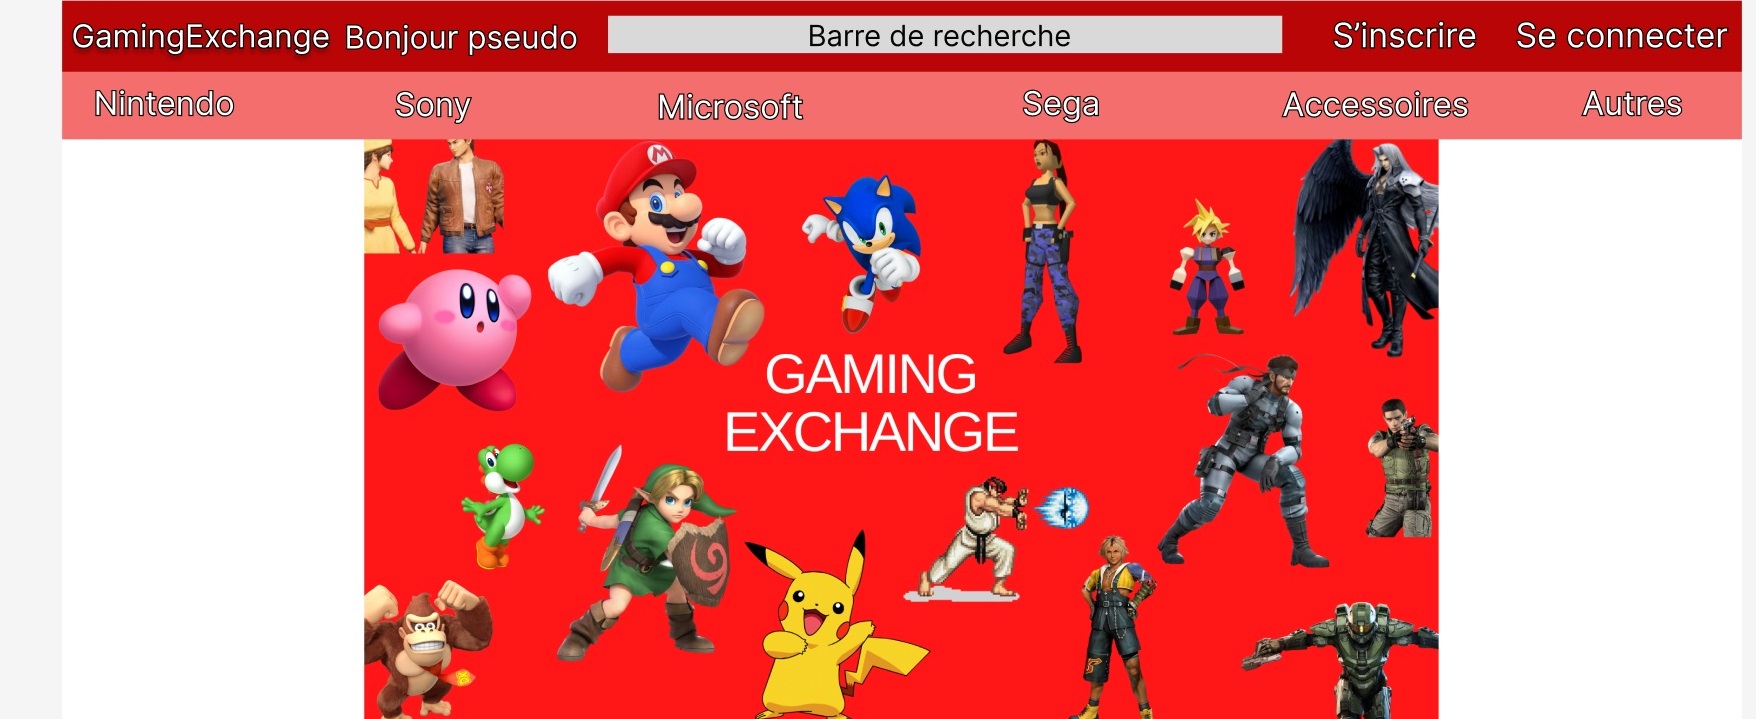 GamingExchange Bonjour pseudo Barre de recherche S’inscrire Se connecter
Nintendo Sony Microsoft Sega Accessoires Autres
GAMING
EXCHANGE